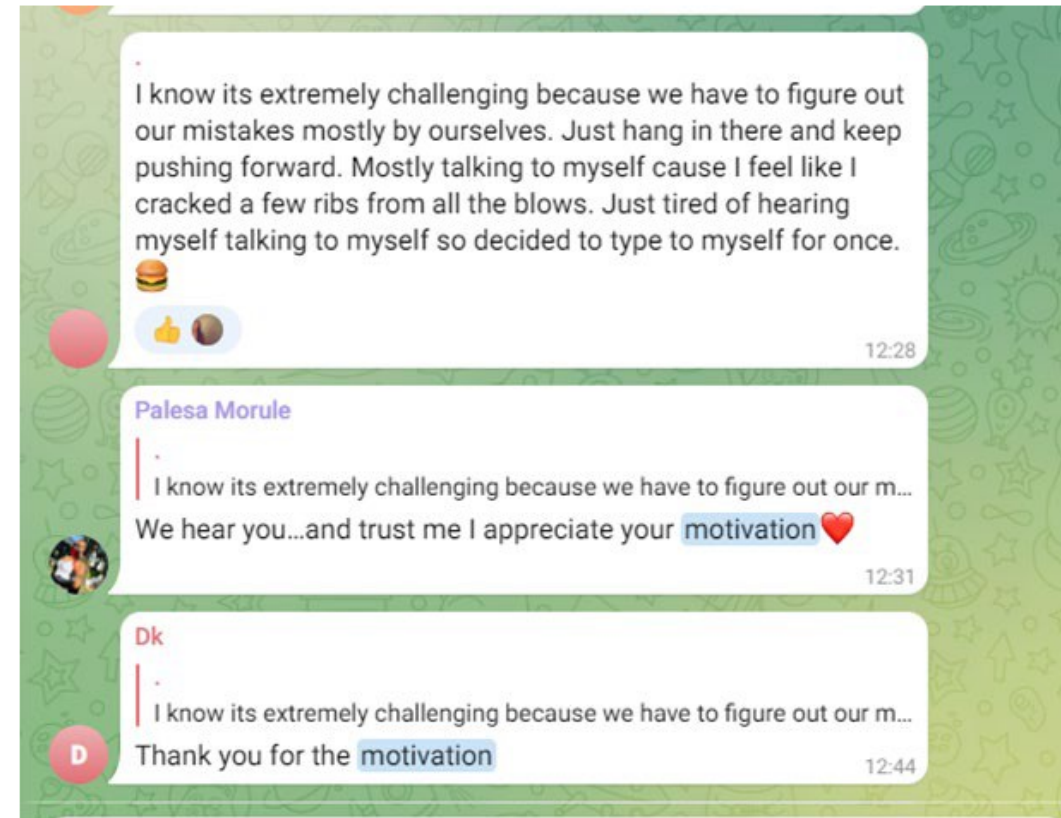 .
I know its extremely challenging because we have to figure out
our mistakes mostly by ourselves. Just hang in there and keep
pushing forward. Mostly talking to myself cause I feel like I
cracked a few ribs from all the blows. Just tired of hearing
myself talking to myself so decided to type to myself for once.
🍔
👍
12:28
Palesa Morule
.
I know its extremely challenging because we have to figure out our m...
We hear you...and trust me I appreciate your motivation❤️
12:31
Dk
.
I know its extremely challenging because we have to figure out our m...
D
Thank you for the motivation
12:44